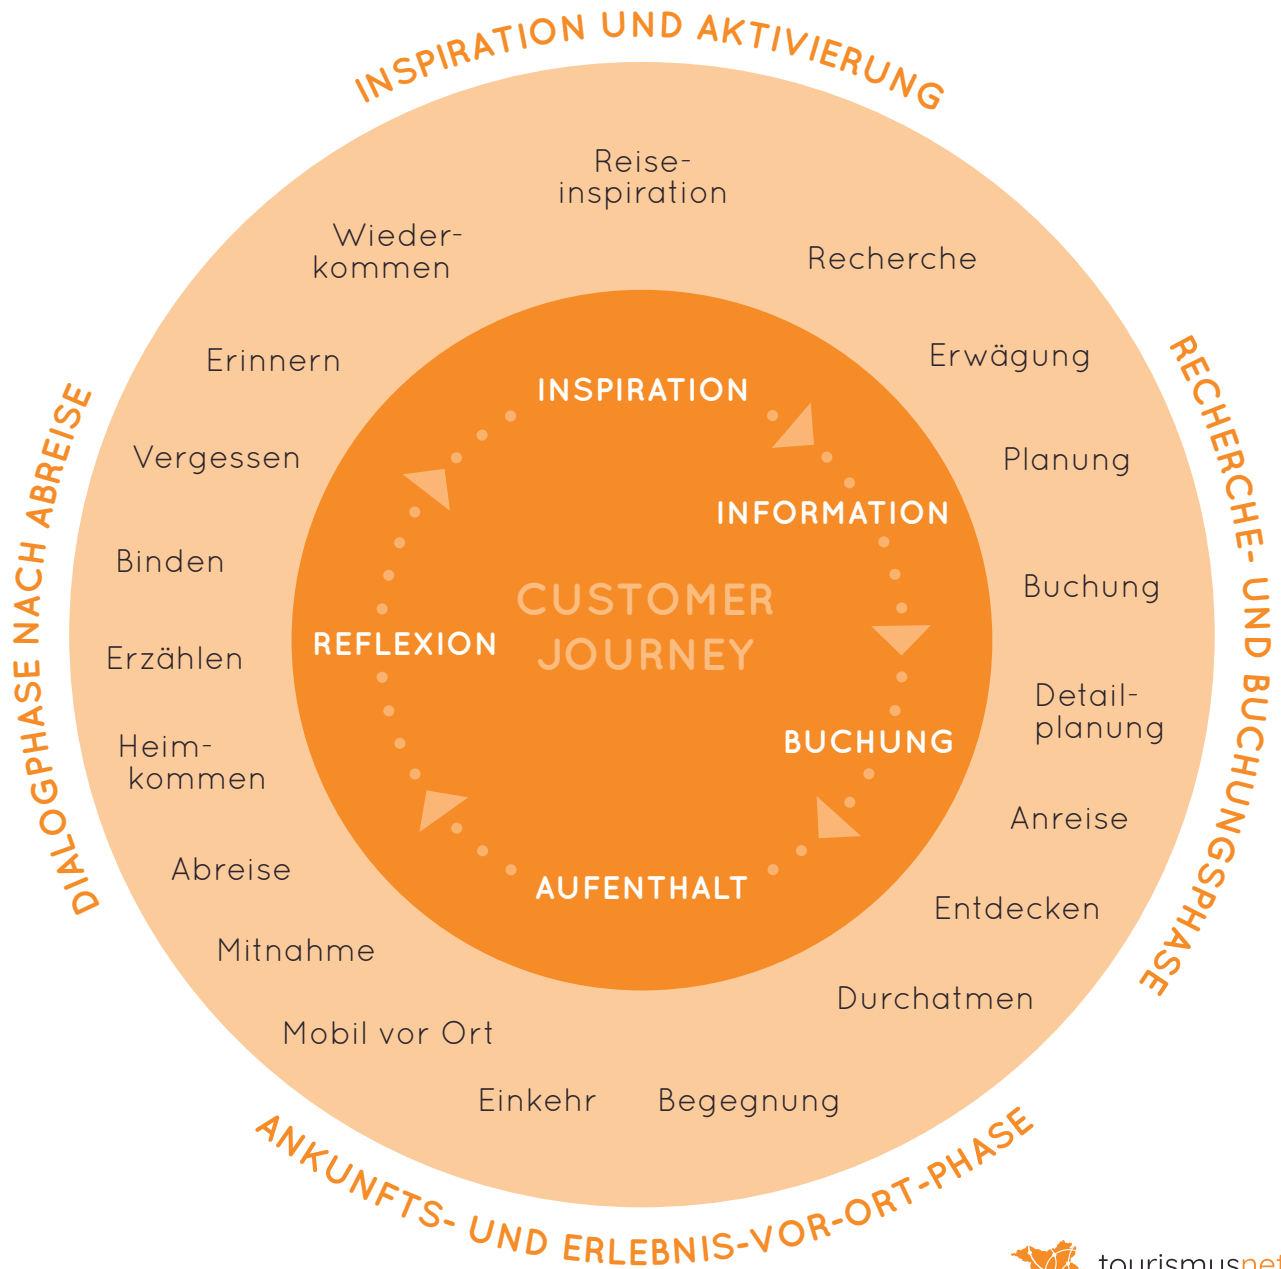 INSPIRATION UND AKTIVIERUNG
Reise-
inspiration
Recherche
Erwägung
Planung
Buchung
Detail-
planung
Anreise
Entdecken
Durchatmen
Begegnung
Einkehr
Mobil vor Ort
Mitnahme
Abreise
Heim-
kommen
Erzählen
Binden
Vergessen
Erinnern
Wieder-
kommen
RECHERCHE- UND BUCHUNGSPHASE
ANKUNFTS- UND ERLEBNIS-VOR-ORT-PHASE
DIALOGPHASE NACH ABREISE
INSPIRATION
INFORMATION
BUCHUNG
AUFENTHALT
REFLEXION
CUSTOMER
JOURNEY
tourismusnet